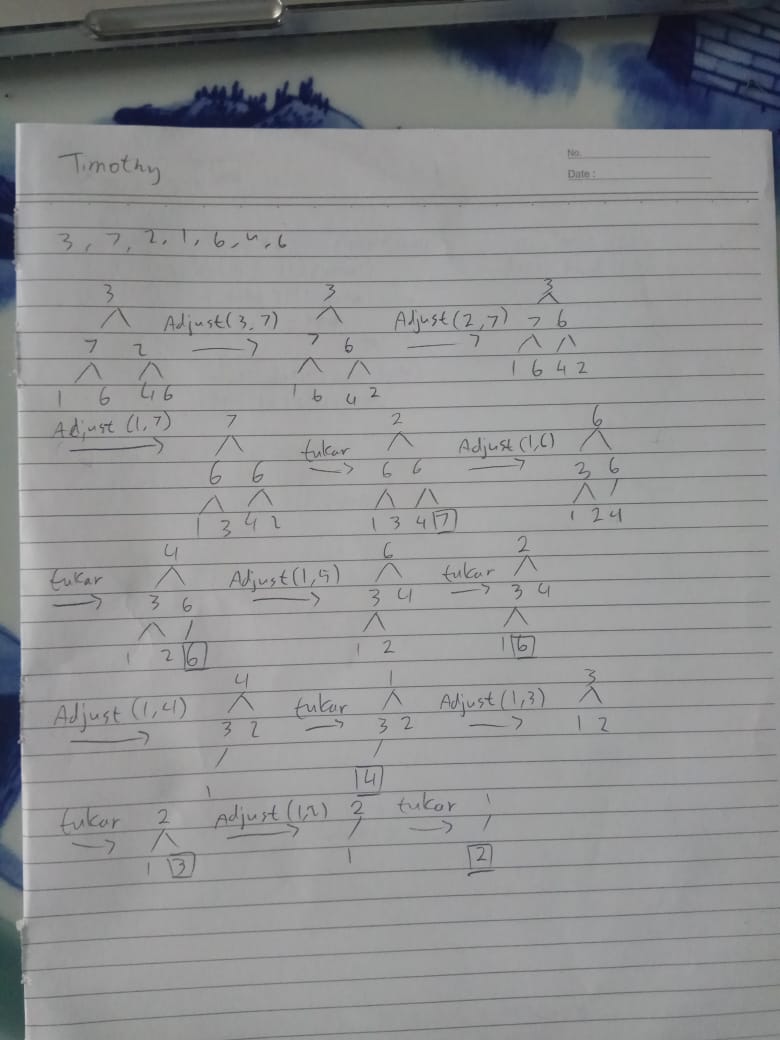 Timothy
No.
Date :
3, 7, 2, 1, 6, 4, 6
3 3 3
Adjust(3,7) Adjust(2,7)
7 2 7 6 7 6
1 6 4 6 1 6 4 2 1 6 4 2
Adjust (1,7) 7 2 6
tukar Adjust(1,6)
6 6 6 6 3 6
1 3 4 2 1 3 4 7 1 2 4
4 6 2
tukar Adjust(1,5) tukar
3 6 3 4 3 4
1 2 6 1 2 1 6
4 1 3
Adjust (1,4) tukar Adjust(1,3)
3 2 3 2 1 2
1 4
tukar 2 Adjust(1,2) 2 tukar 1
1 3 1 2